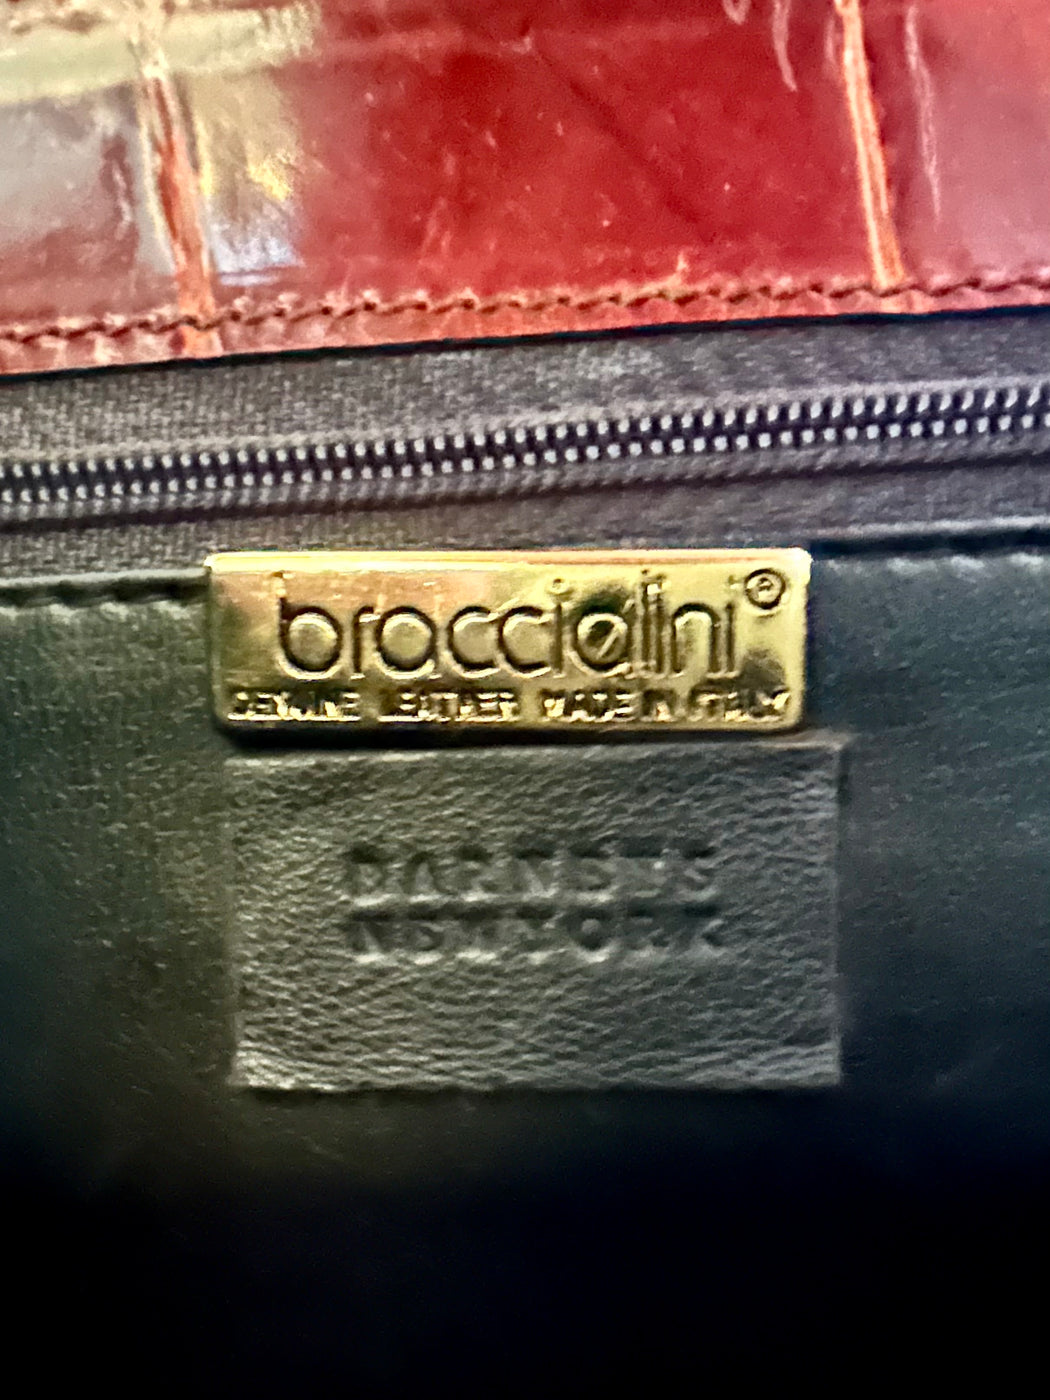 braccialini®
GENUINE LEATHER MADE IN ITALY
BARNEYS
NEW YORK